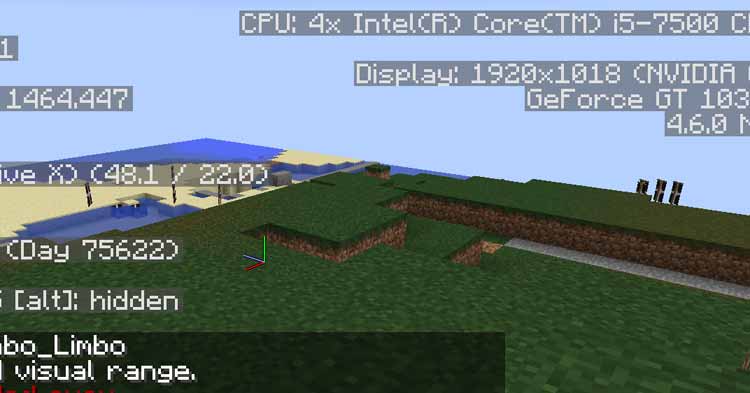 CPU: 4x Intel(R) Core(TM) i5-7500
1
Display: 1920x1018 (NVIDIA
1464.447
GeForce GT 103
4.6.0 N
ive X) (48.1 / 22.0)
(Day 75622)
[alt]: hidden
mbo_Limbo
visual range.